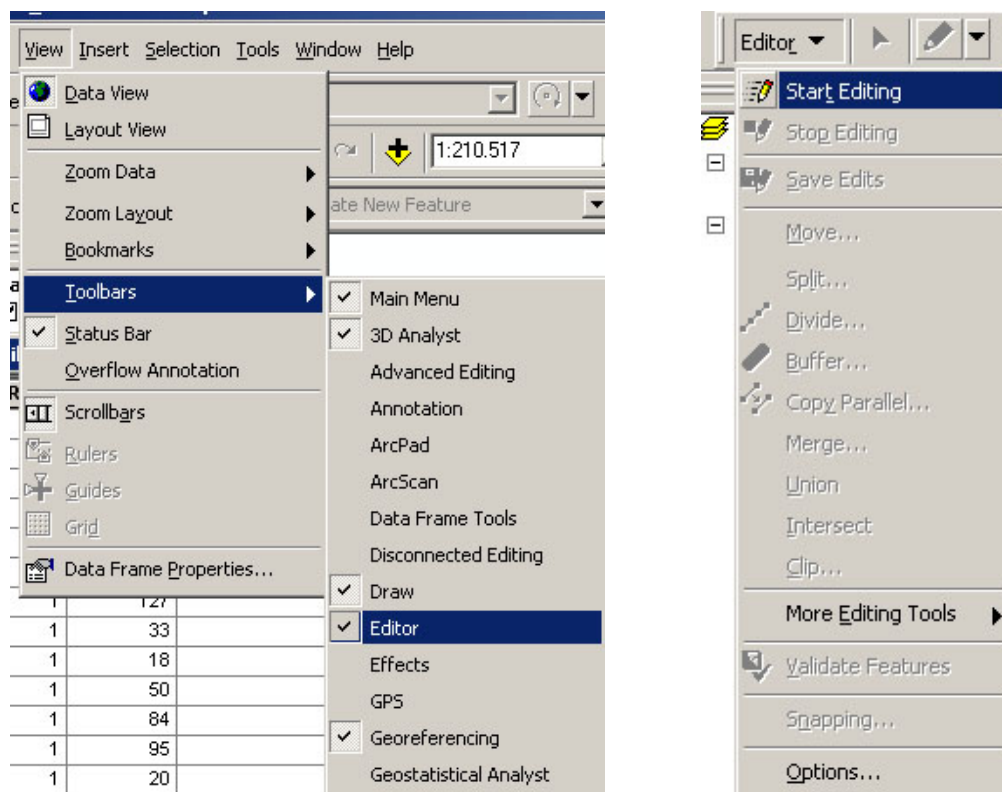 View Insert Selection Tools Window Help
Data View
Layout View
Zoom Data
Zoom Layout
Bookmarks
Toolbars
Status Bar
Overflow Annotation
Scrollbars
Rulers
Guides
Grid
Data Frame Properties...
1:210.517
ate New Feature
Main Menu
3D Analyst
Advanced Editing
Annotation
ArcPad
ArcScan
Data Frame Tools
Disconnected Editing
Draw
Editor
Effects
GPS
Georeferencing
Geostatistical Analyst
1 127
1 33
1 18
1 50
1 84
1 95
1 20
Editor
Start Editing
Stop Editing
Save Edits
Move...
Split...
Divide...
Buffer...
Copy Parallel...
Merge...
Union
Intersect
Clip...
More Editing Tools
Validate Features
Snapping...
Options...